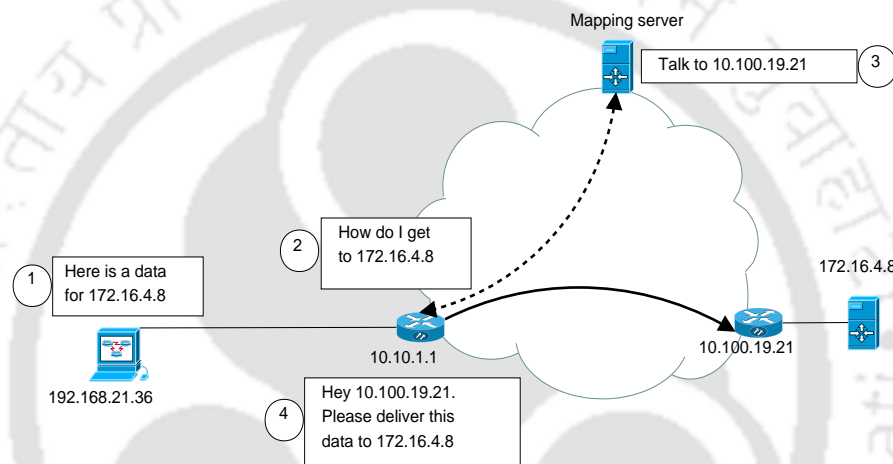 Mapping server
Talk to 10.100.19.21
3
2
How do I get
to 172.16.4.8
1
Here is a data
for 172.16.4.8
172.16.4.8
10.10.1.1
10.100.19.21
192.168.21.36
4
Hey 10.100.19.21.
Please deliver this
data to 172.16.4.8